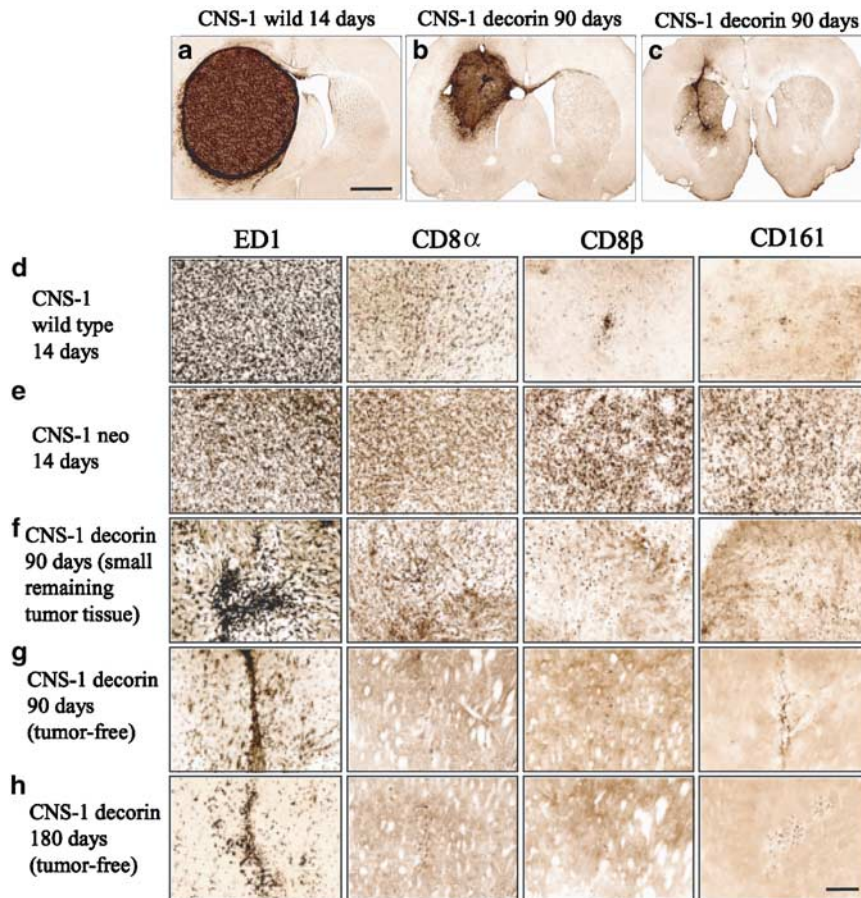 CNS-1 wild 14 days CNS-1 decorin 90 days CNS-1 decorin 90 days
a b c
ED1 CD8α CD8β CD161
d
CNS-1
wild type
14 days
e
CNS-1 neo
14 days
f CNS-1 decorin
90 days (small
remaining
tumor tissue)
g
CNS-1 decorin
90 days
(tumor-free)
h
CNS-1 decorin
180 days
(tumor-free)